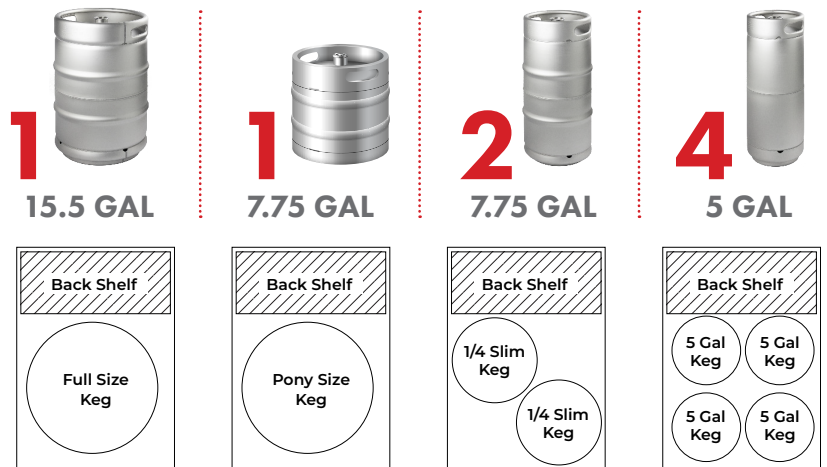 1
15.5 GAL
1
7.75 GAL
2
7.75 GAL
4
5 GAL
Back Shelf
Full Size
Keg
Back Shelf
Pony Size
Keg
Back Shelf
1/4 Slim
Keg
1/4 Slim
Keg
Back Shelf
5 Gal
Keg
5 Gal
Keg
5 Gal
Keg
5 Gal
Keg